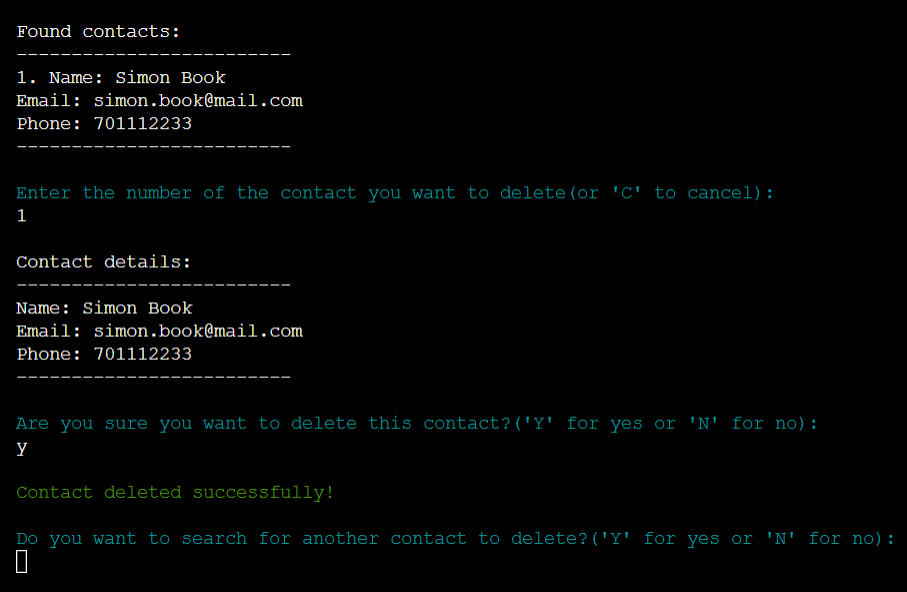 Found contacts:
-------------------------
1. Name: Simon Book
Email: simon.book@mail.com
Phone: 701112233
-------------------------
Enter the number of the contact you want to delete(or 'C' to cancel):
1
Contact details:
-------------------------
Name: Simon Book
Email: simon.book@mail.com
Phone: 701112233
-------------------------
Are you sure you want to delete this contact?('Y' for yes or 'N' for no):
y
Contact deleted successfully!
Do you want to search for another contact to delete?('Y' for yes or 'N' for no):